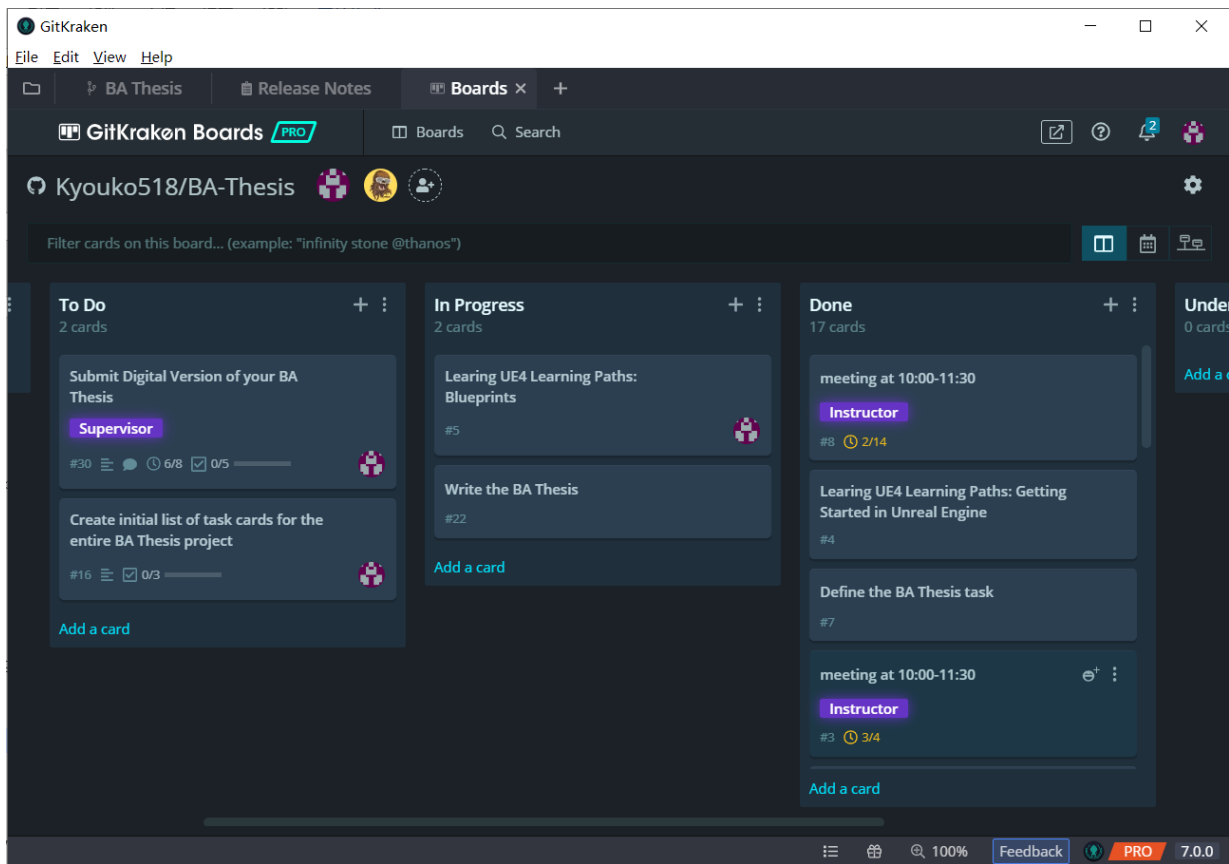 GitKraken
File Edit View Help
BA Thesis Release Notes Boards
GitKraken Boards PRO Boards Search 2
Kyouko518/BA-Thesis
Filter cards on this board... (example: "infinity stone @thanos")
To Do
2 cards
Submit Digital Version of your BA
Thesis
Supervisor
#30 6/8 0/5
Create initial list of task cards for the
entire BA Thesis project
#16 0/3
Add a card
In Progress
2 cards
Learing UE4 Learning Paths:
Blueprints
#5
Write the BA Thesis
#22
Add a card
Done
17 cards
meeting at 10:00-11:30
Instructor
#8 2/14
Learing UE4 Learning Paths: Getting
Started in Unreal Engine
#4
Define the BA Thesis task
#7
meeting at 10:00-11:30
Instructor
#3 3/4
Add a card
Under
0 cards
Add a
100% Feedback PRO 7.0.0